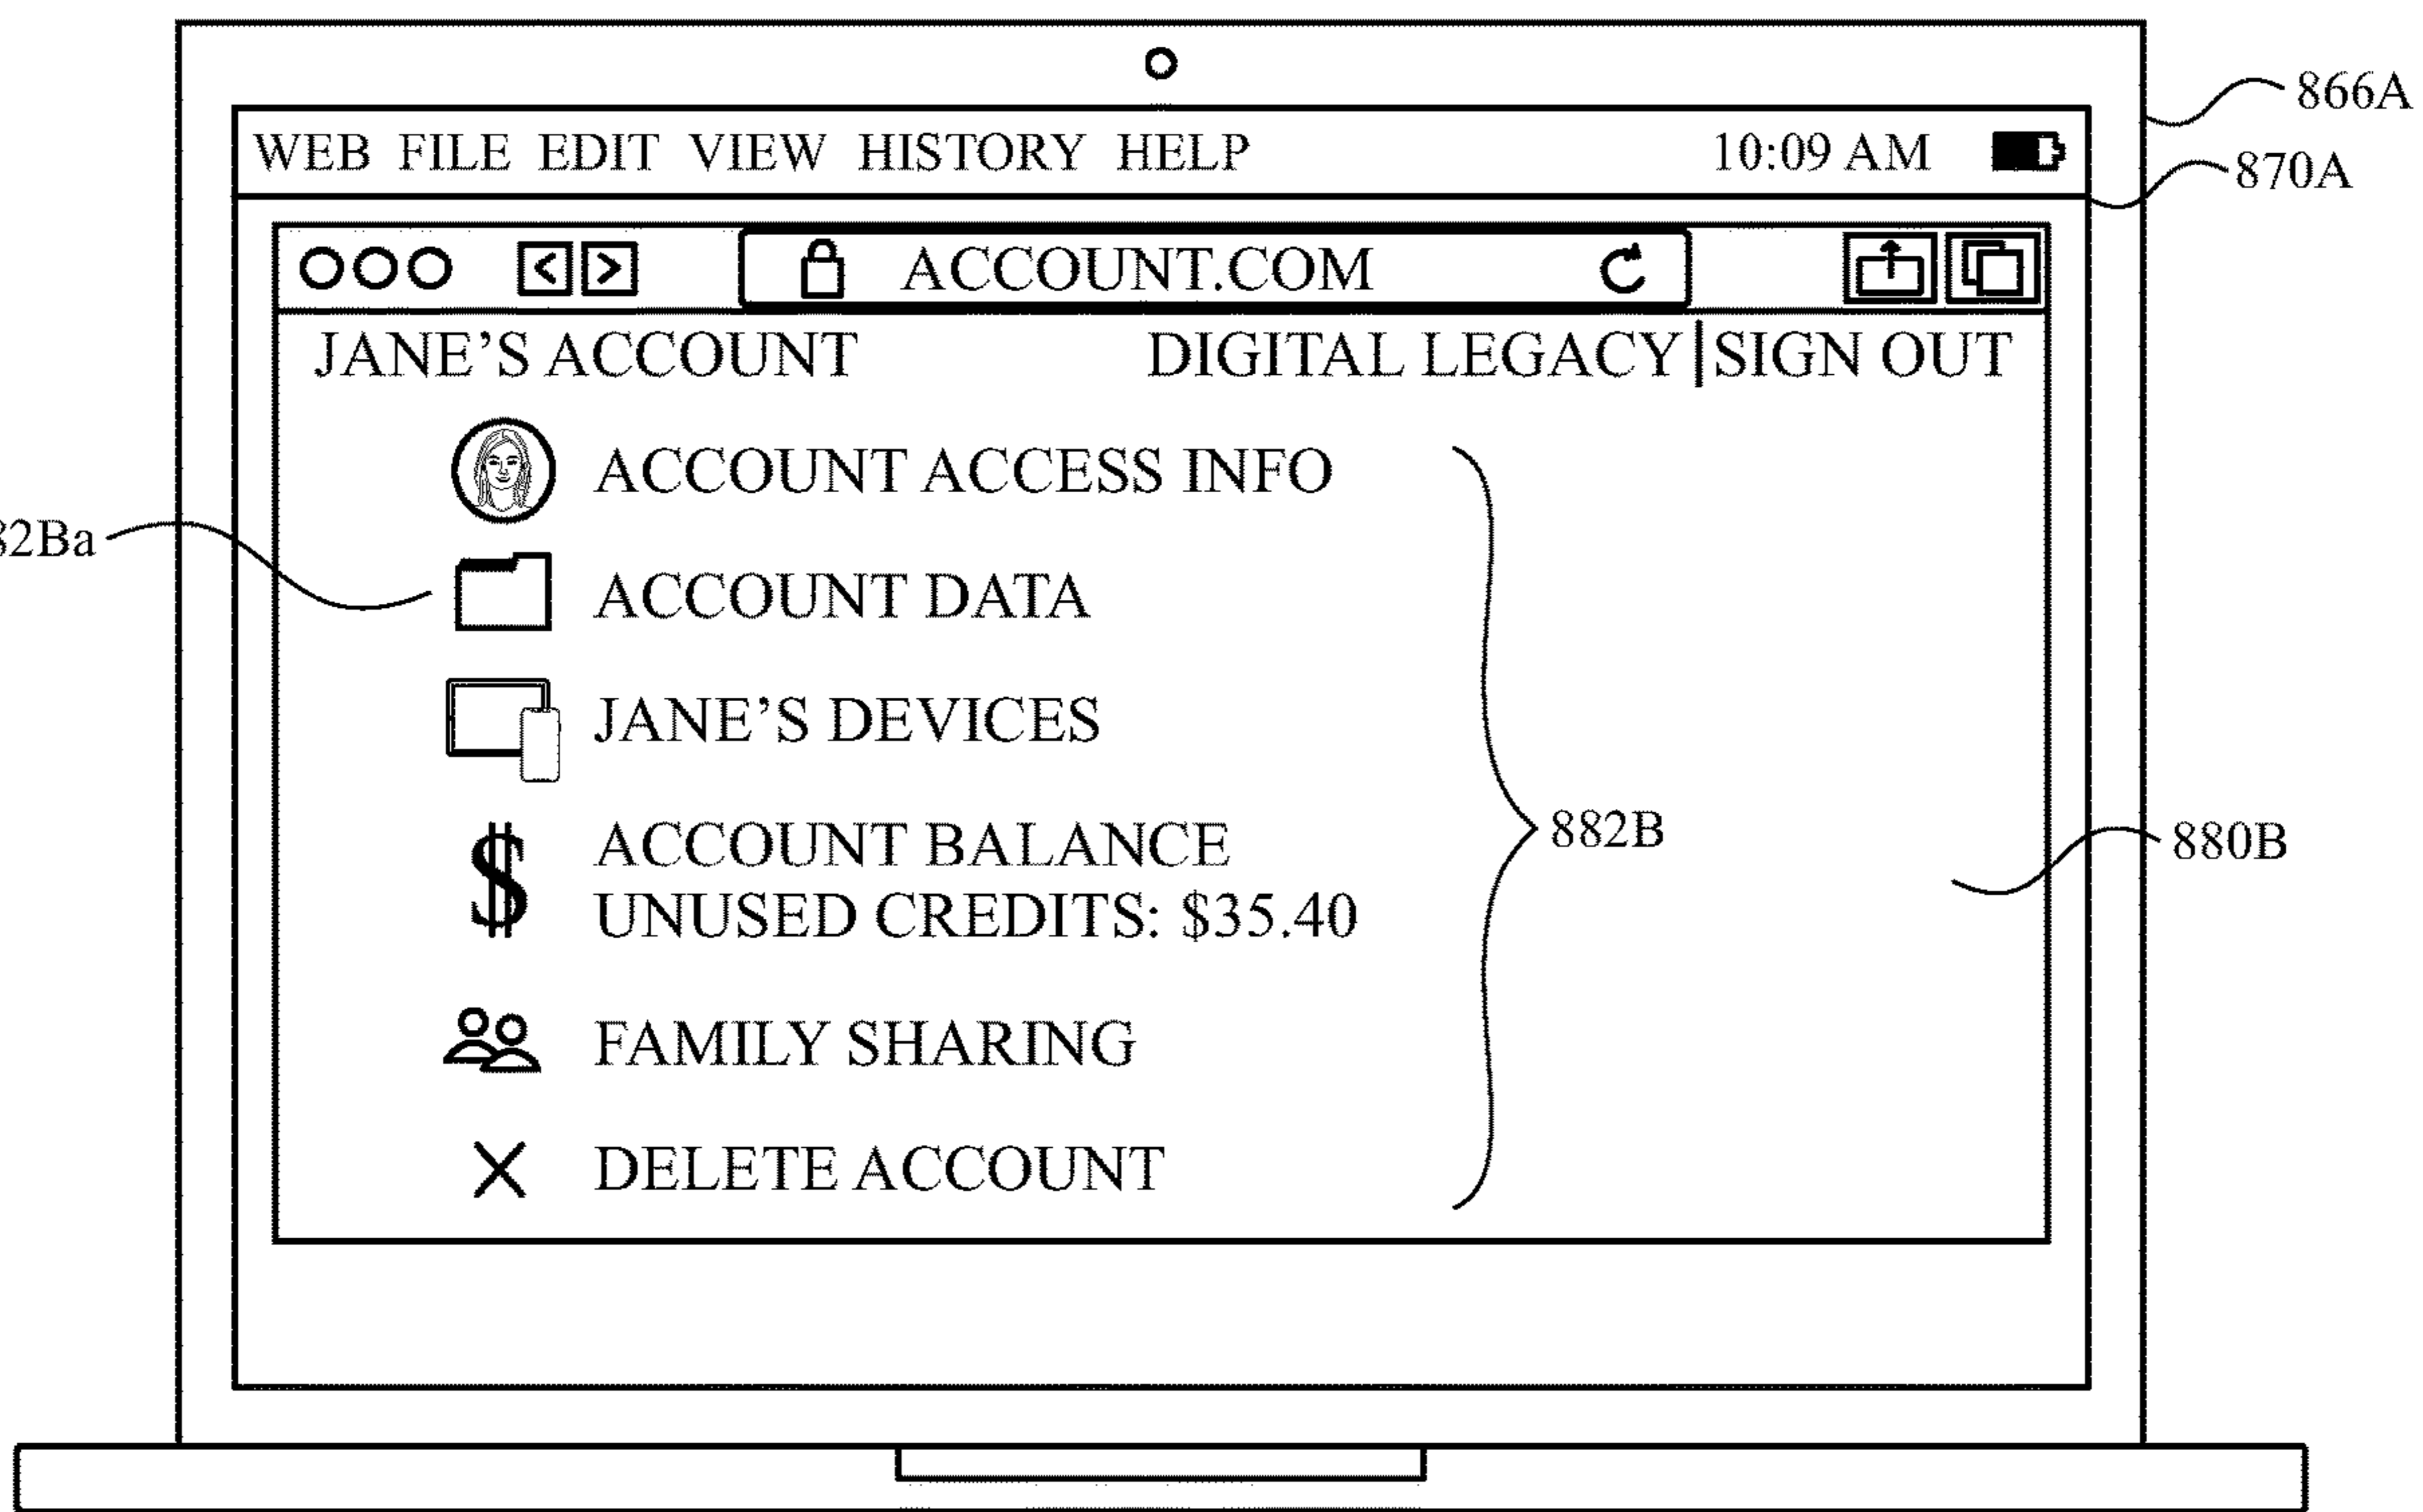 866A
WEB FILE EDIT VIEW HISTORY HELP 10:09 AM
870A
ACCOUNT.COM
JANE’S ACCOUNT DIGITAL LEGACY|SIGN OUT
ACCOUNT ACCESS INFO
82Ba
ACCOUNT DATA
JANE’S DEVICES
$ ACCOUNT BALANCE
882B
880B
UNUSED CREDITS: $35.40
FAMILY SHARING
DELETE ACCOUNT